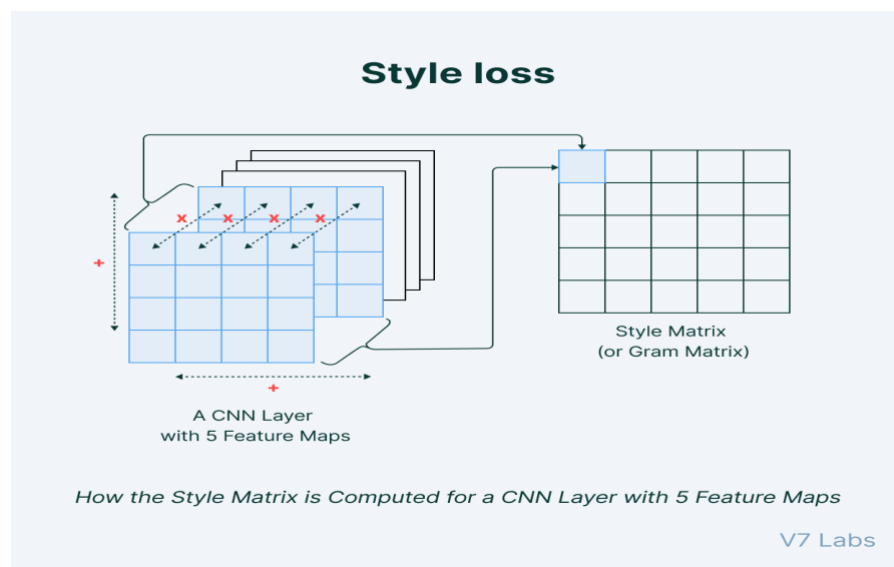 Style loss
×
×
×
×
+
+
Style Matrix
(or Gram Matrix)
A CNN Layer
with 5 Feature Maps
How the Style Matrix is Computed for a CNN Layer with 5 Feature Maps
V7 Labs